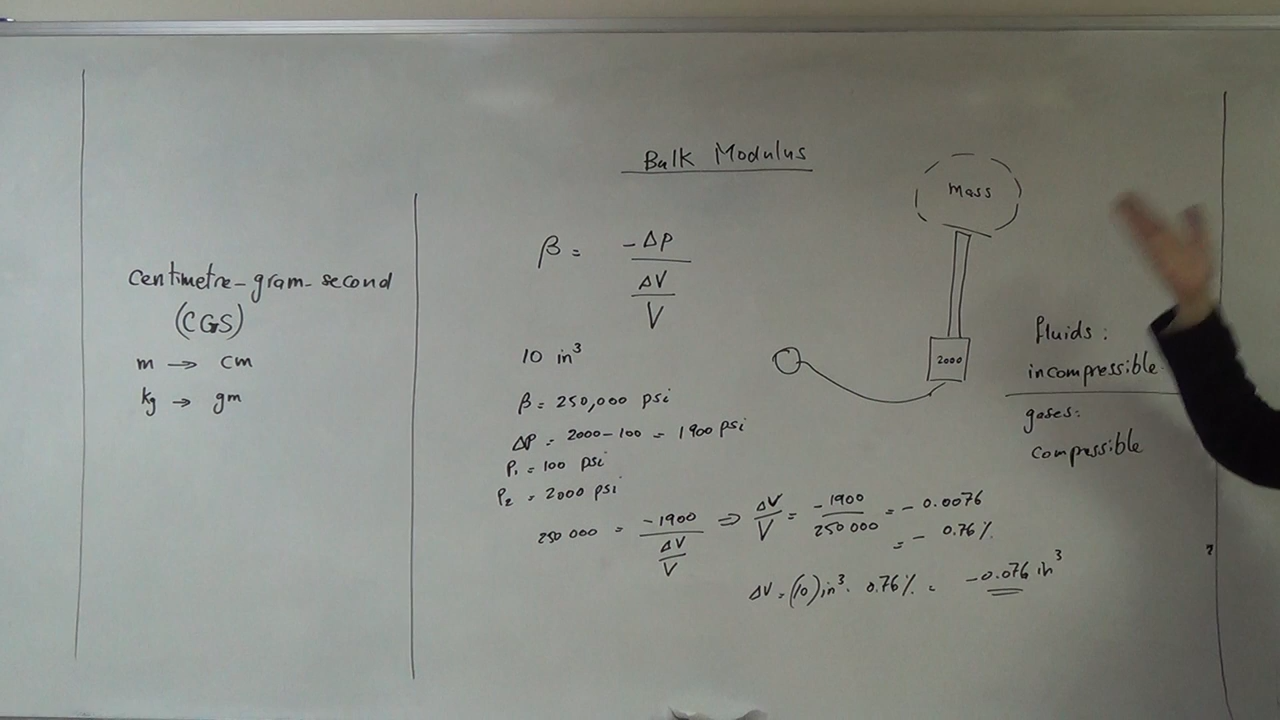 centimetre-gram-second
(CGS)
m → cm
kg → gm
Bulk Modulus
β = -ΔP / (ΔV / V)
10 in³
β = 250,000 psi
ΔP = 2000-100 = 1900 psi
P₁ = 100 psi
P₂ = 2000 psi
250 000 = -1900 / (ΔV / V) ⇒ ΔV / V = -1900 / 250 000 = - 0.0076
= - 0.76%
ΔV = (10) in³. 0.76% = -0.076 in³
mass
2000
fluids:
incompressible
gases:
compressible